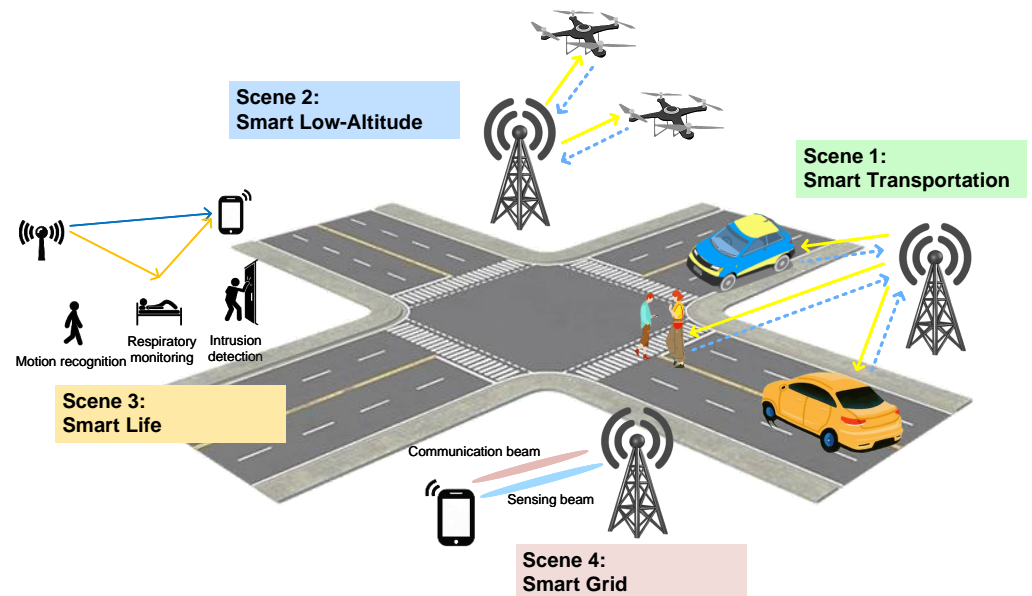 Scene 2:
Smart Low-Altitude
Scene 1:
Smart Transportation
Motion recognition
Respiratory
monitoring
Intrusion
detection
Scene 3:
Smart Life
Communication beam
Sensing beam
Scene 4:
Smart Grid